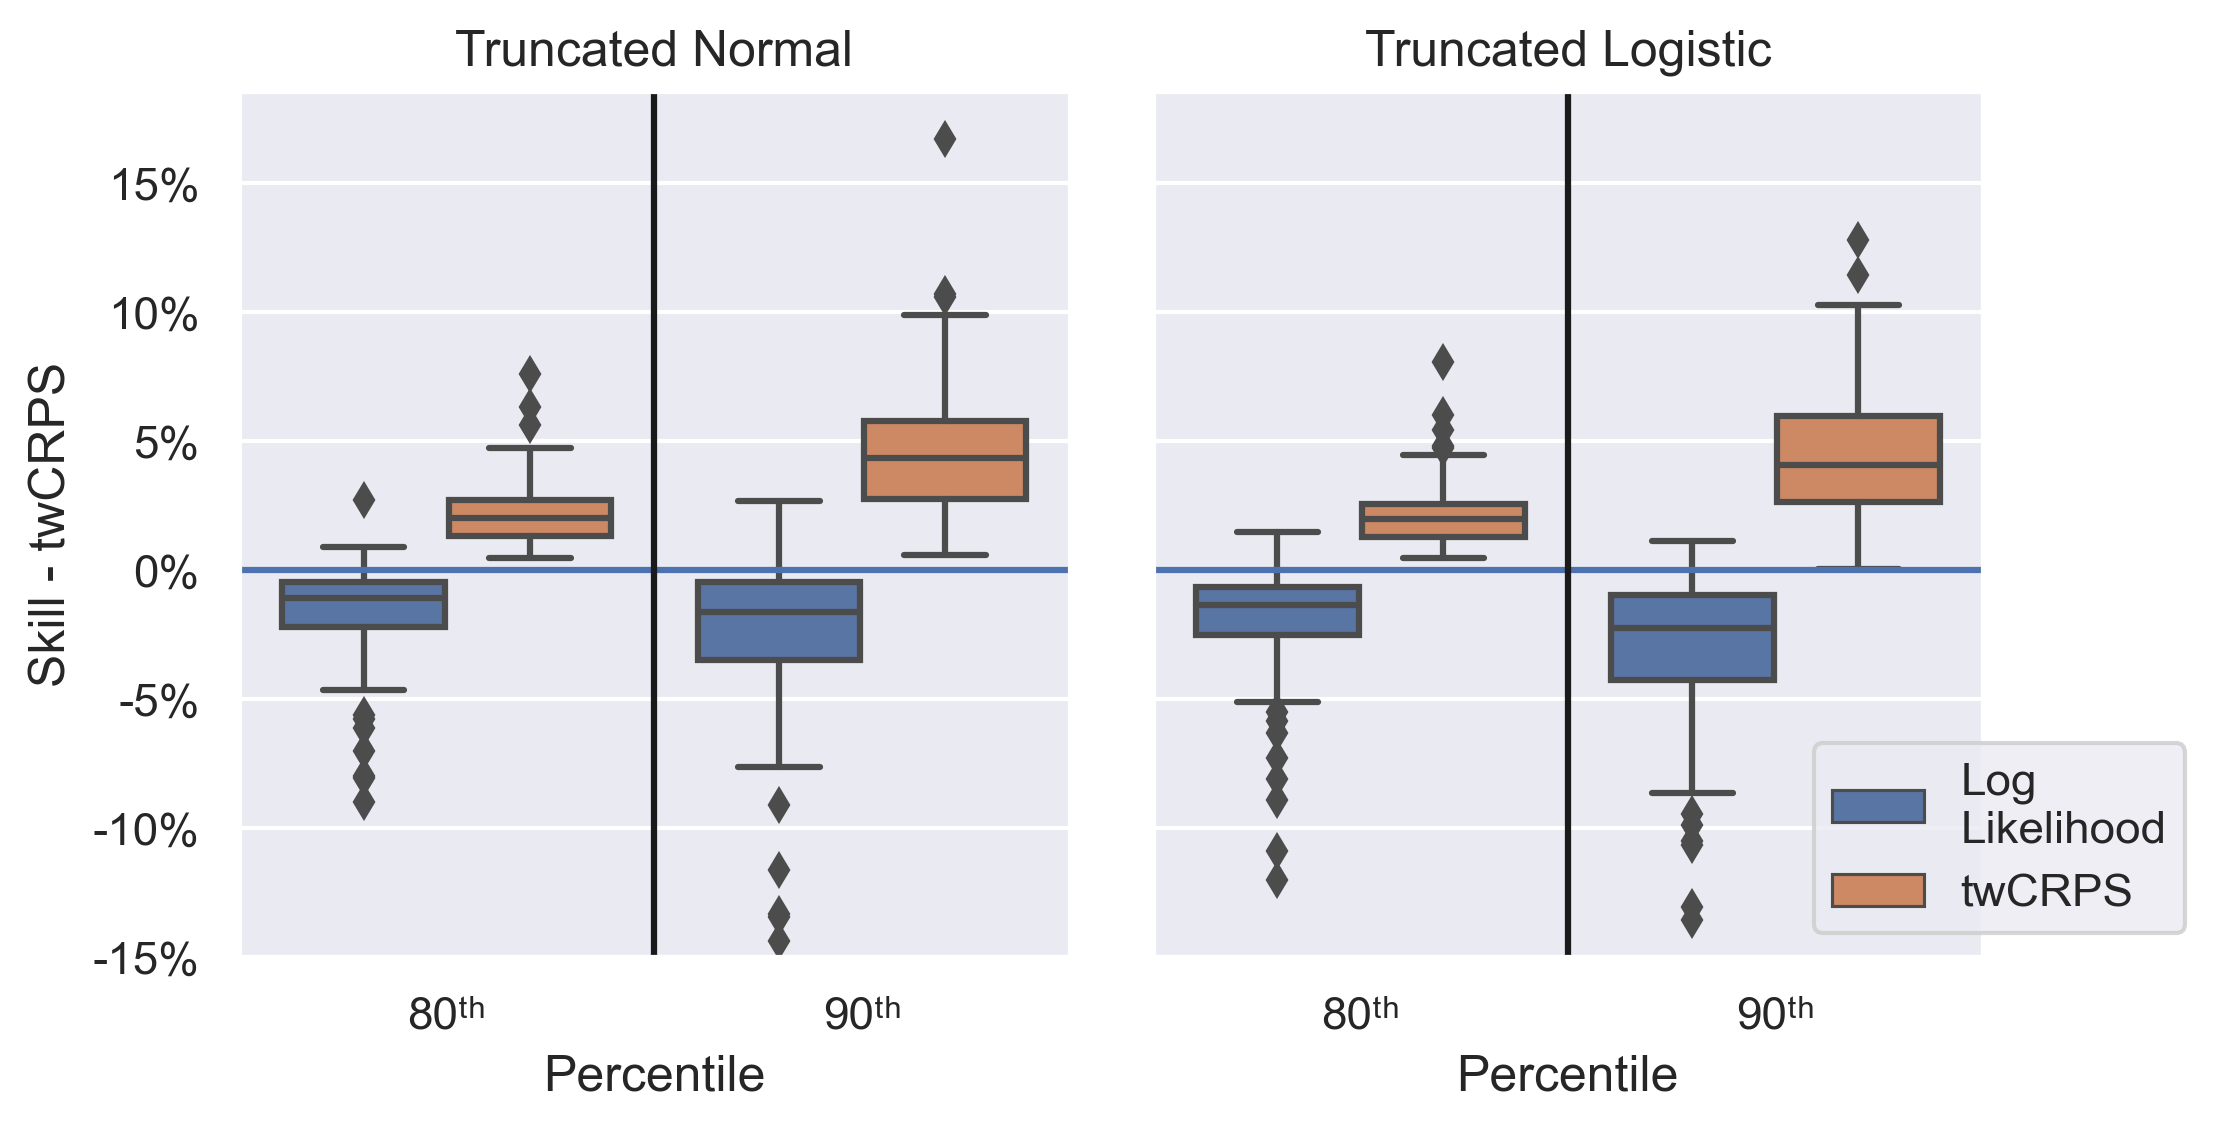 Truncated Normal
Truncated Logistic
Skill - twCRPS
15%
10%
5%
0%
-5%
-10%
-15%
80th
90th
80th
90th
Percentile
Percentile
Log
Likelihood
twCRPS